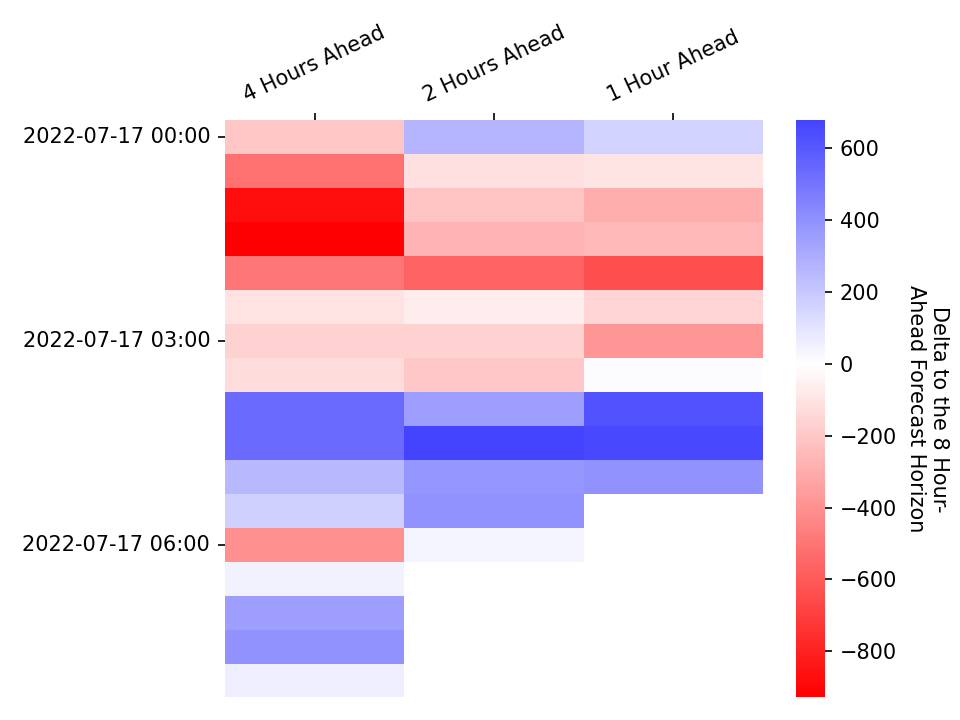 4 Hours Ahead
2 Hours Ahead
1 Hour Ahead
2022-07-17 00:00
2022-07-17 03:00
2022-07-17 06:00
600
400
200
0
−200
−400
−600
−800
Delta to the 8 Hour-
Ahead Forecast Horizon